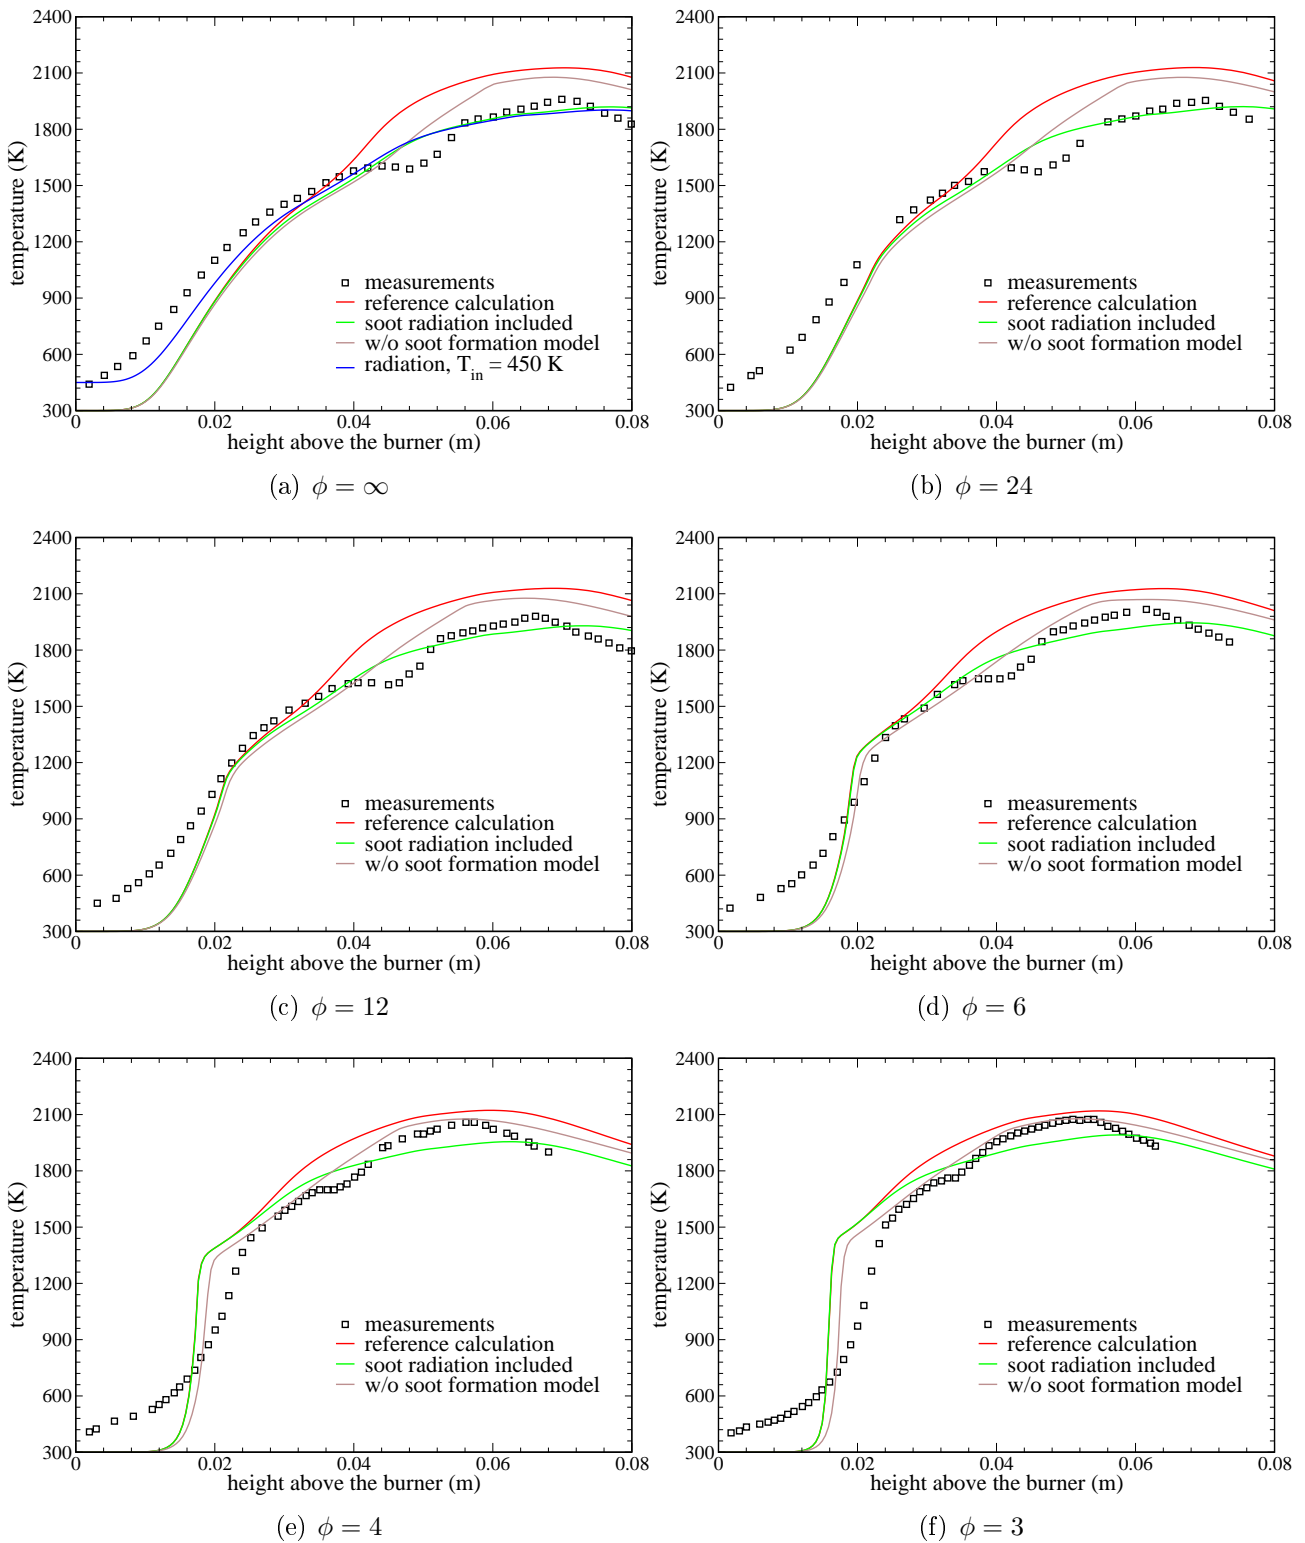 2400
2100
1800
1500
1200
900
600
300
temperature (K)
0
0.02
0.04
0.06
0.08
height above the burner (m)
measurements
reference calculation
soot radiation included
w/o soot formation model
radiation, T_in = 450 K
(a) ϕ = ∞
2400
2100
1800
1500
1200
900
600
300
temperature (K)
0
0.02
0.04
0.06
0.08
height above the burner (m)
measurements
reference calculation
soot radiation included
w/o soot formation model
(b) ϕ = 24
2400
2100
1800
1500
1200
900
600
300
temperature (K)
0
0.02
0.04
0.06
0.08
height above the burner (m)
measurements
reference calculation
soot radiation included
w/o soot formation model
(c) ϕ = 12
2400
2100
1800
1500
1200
900
600
300
temperature (K)
0
0.02
0.04
0.06
0.08
height above the burner (m)
measurements
reference calculation
soot radiation included
w/o soot formation model
(d) ϕ = 6
2400
2100
1800
1500
1200
900
600
300
temperature (K)
0
0.02
0.04
0.06
0.08
height above the burner (m)
measurements
reference calculation
soot radiation included
w/o soot formation model
(e) ϕ = 4
2400
2100
1800
1500
1200
900
600
300
temperature (K)
0
0.02
0.04
0.06
0.08
height above the burner (m)
measurements
reference calculation
soot radiation included
w/o soot formation model
(f) ϕ = 3